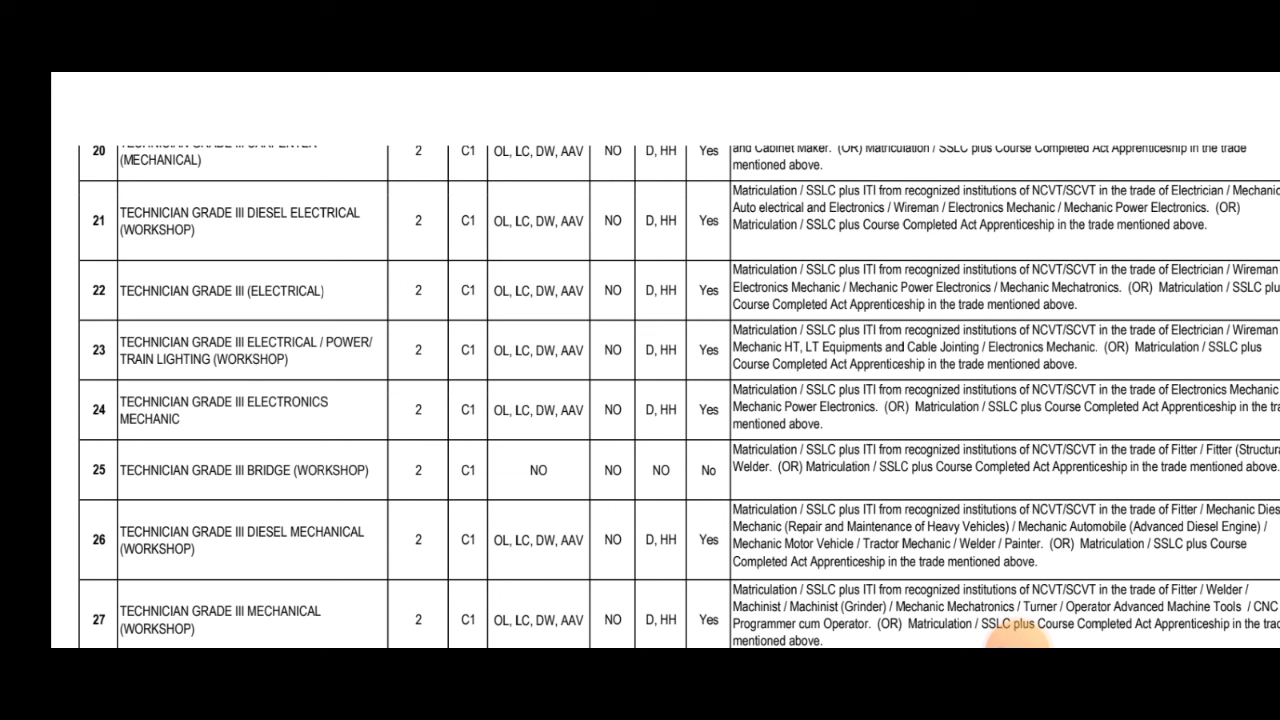 20
(MECHANICAL)
2
C1
OL, LC, DW, AAV
NO
D, HH
Yes
and Cabinet Maker. (OR) Matriculation / SSLC plus Course Completed Act Apprenticeship in the trade
mentioned above.
21
TECHNICIAN GRADE III DIESEL ELECTRICAL
(WORKSHOP)
2
C1
OL, LC, DW, AAV
NO
D, HH
Yes
Matriculation / SSLC plus ITI from recognized institutions of NCVT/SCVT in the trade of Electrician / Mechanic
Auto electrical and Electronics / Wireman / Electronics Mechanic / Mechanic Power Electronics. (OR)
Matriculation / SSLC plus Course Completed Act Apprenticeship in the trade mentioned above.
22
TECHNICIAN GRADE III (ELECTRICAL)
2
C1
OL, LC, DW, AAV
NO
D, HH
Yes
Matriculation / SSLC plus ITI from recognized institutions of NCVT/SCVT in the trade of Electrician / Wireman
Electronics Mechanic / Mechanic Power Electronics / Mechanic Mechatronics. (OR) Matriculation / SSLC plu
Course Completed Act Apprenticeship in the trade mentioned above.
23
TECHNICIAN GRADE III ELECTRICAL / POWER/
TRAIN LIGHTING (WORKSHOP)
2
C1
OL, LC, DW, AAV
NO
D, HH
Yes
Matriculation / SSLC plus ITI from recognized institutions of NCVT/SCVT in the trade of Electrician / Wireman
Mechanic HT, LT Equipments and Cable Jointing / Electronics Mechanic. (OR) Matriculation / SSLC plus
Course Completed Act Apprenticeship in the trade mentioned above.
24
TECHNICIAN GRADE III ELECTRONICS
MECHANIC
2
C1
OL, LC, DW, AAV
NO
D, HH
Yes
Matriculation / SSLC plus ITI from recognized institutions of NCVT/SCVT in the trade of Electronics Mechanic
Mechanic Power Electronics. (OR) Matriculation / SSLC plus Course Completed Act Apprenticeship in the tra
mentioned above.
25
TECHNICIAN GRADE III BRIDGE (WORKSHOP)
2
C1
NO
NO
NO
No
Matriculation / SSLC plus ITI from recognized institutions of NCVT/SCVT in the trade of Fitter / Fitter (Structura
Welder. (OR) Matriculation / SSLC plus Course Completed Act Apprenticeship in the trade mentioned above.
26
TECHNICIAN GRADE III DIESEL MECHANICAL
(WORKSHOP)
2
C1
OL, LC, DW, AAV
NO
D, HH
Yes
Matriculation / SSLC plus ITI from recognized institutions of NCVT/SCVT in the trade of Fitter / Mechanic Dies
Mechanic (Repair and Maintenance of Heavy Vehicles) / Mechanic Automobile (Advanced Diesel Engine) /
Mechanic Motor Vehicle / Tractor Mechanic / Welder / Painter. (OR) Matriculation / SSLC plus Course
Completed Act Apprenticeship in the trade mentioned above.
27
TECHNICIAN GRADE III MECHANICAL
(WORKSHOP)
2
C1
OL, LC, DW, AAV
NO
D, HH
Yes
Matriculation / SSLC plus ITI from recognized institutions of NCVT/SCVT in the trade of Fitter / Welder /
Machinist / Machinist (Grinder) / Mechanic Mechatronics / Turner / Operator Advanced Machine Tools / CNC
Programmer cum Operator. (OR) Matriculation / SSLC plus Course Completed Act Apprenticeship in the tra
mentioned above.